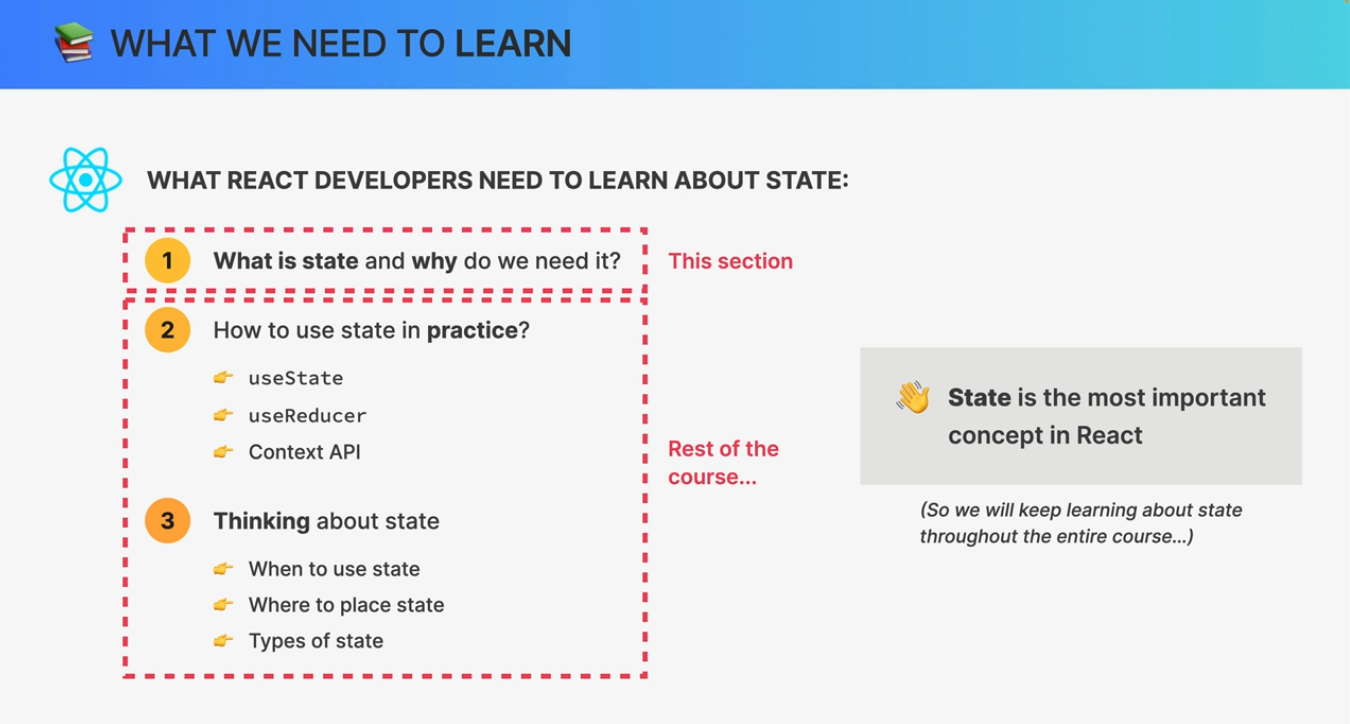 WHAT WE NEED TO LEARN
WHAT REACT DEVELOPERS NEED TO LEARN ABOUT STATE:
1 What is state and why do we need it?
This section
2 How to use state in practice?
useState
useReducer
Context API
Rest of the
course...
3 Thinking about state
When to use state
Where to place state
Types of state
State is the most important
concept in React
(So we will keep learning about state
throughout the entire course...)